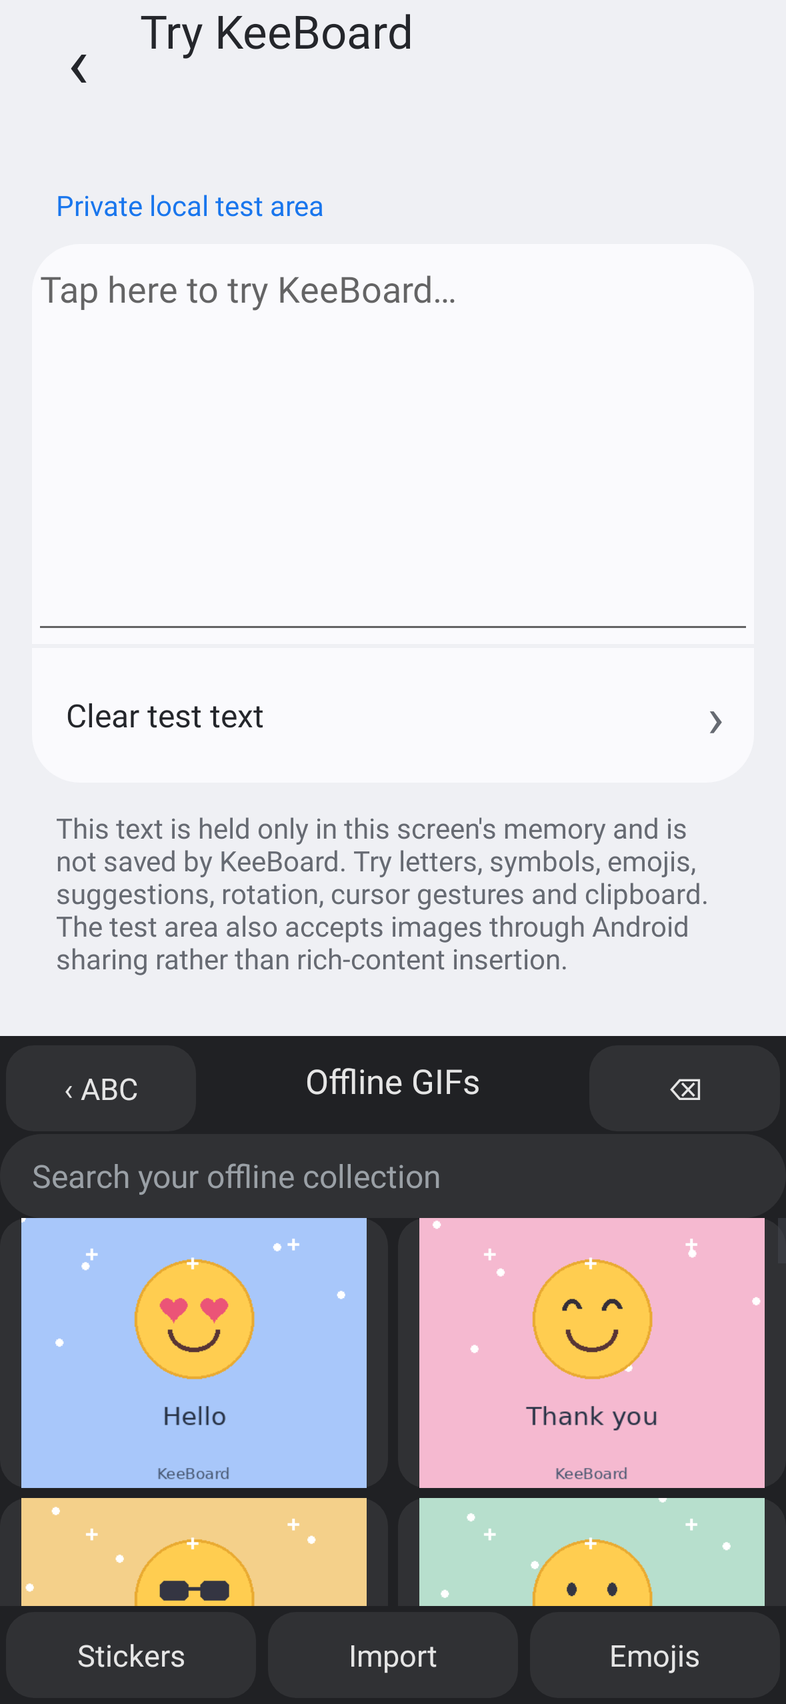 Try KeeBoard
Private local test area
Tap here to try KeeBoard…
Clear test text
This text is held only in this screen's memory and is
not saved by KeeBoard. Try letters, symbols, emojis,
suggestions, rotation, cursor gestures and clipboard.
The test area also accepts images through Android
sharing rather than rich-content insertion.
‹ ABC
Offline GIFs
Search your offline collection
Hello
KeeBoard
Thank you
KeeBoard
Stickers
Import
Emojis